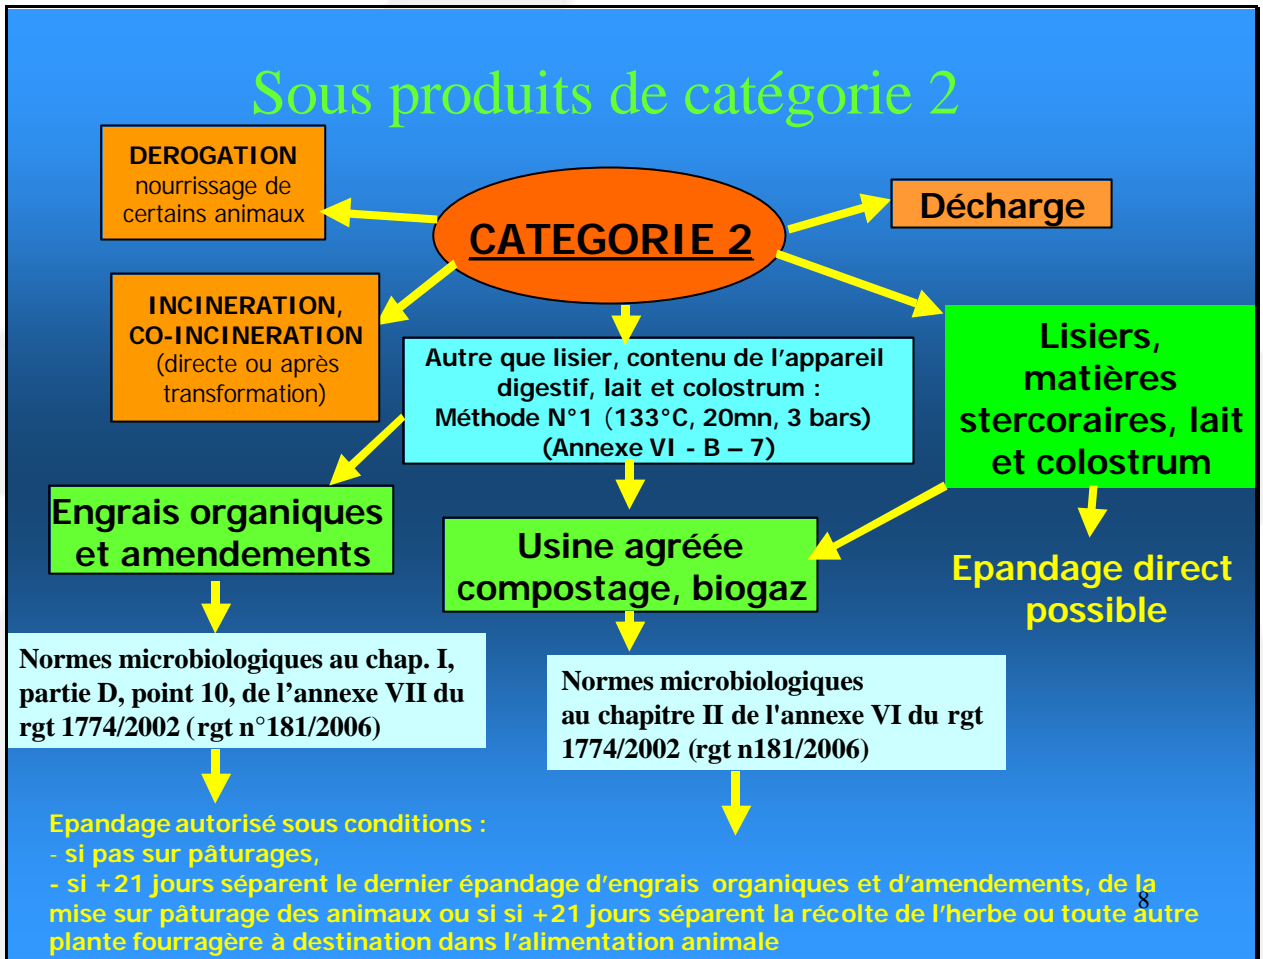 Sous produits de catégorie 2
DEROGATION
nourrissage de
certains animaux
CATEGORIE 2
Décharge
INCINERATION,
CO-INCINERATION
(directe ou après
transformation)
Autre que lisier, contenu de l'appareil
digestif, lait et colostrum :
Méthode N°1 (133°C, 20mn, 3 bars)
(Annexe VI - B – 7)
Lisiers,
matières
stercoraires, lait
et colostrum
Engrais organiques
et amendements
Usine agréée
compostage, biogaz
Epandage direct
possible
Normes microbiologiques au chap. I,
partie D, point 10, de l'annexe VII du
rgt 1774/2002 (rgt n°181/2006)
Normes microbiologiques
au chapitre II de l'annexe VI du rgt
1774/2002 (rgt n181/2006)
Epandage autorisé sous conditions :
- si pas sur pâturages,
- si +21 jours séparent le dernier épandage d'engrais organiques et d'amendements, de la
mise sur pâturage des animaux ou si si +21 jours séparent la récolte de l'herbe ou toute autre
plante fourragère à destination dans l'alimentation animale
8